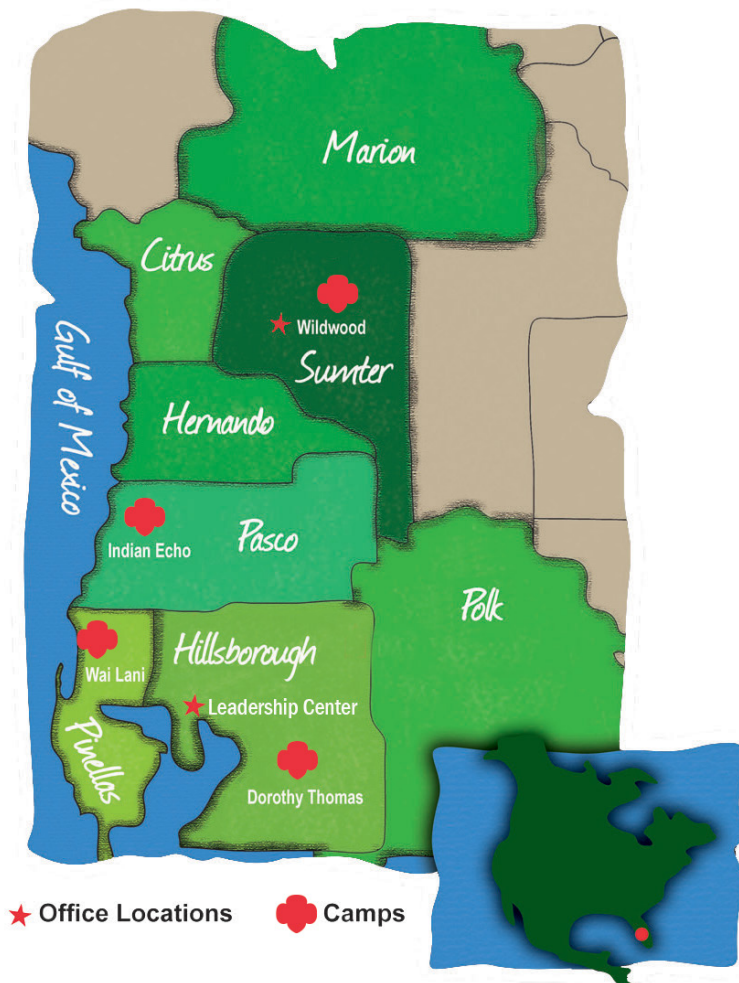 Marion
Citrus
Wildwood
Sumter
Gulf of Mexico
Hernando
Indian Echo
Pasco
Polk
Wai Lani
Hillsborough
Leadership Center
Pinellas
Dorothy Thomas
Office Locations
Camps